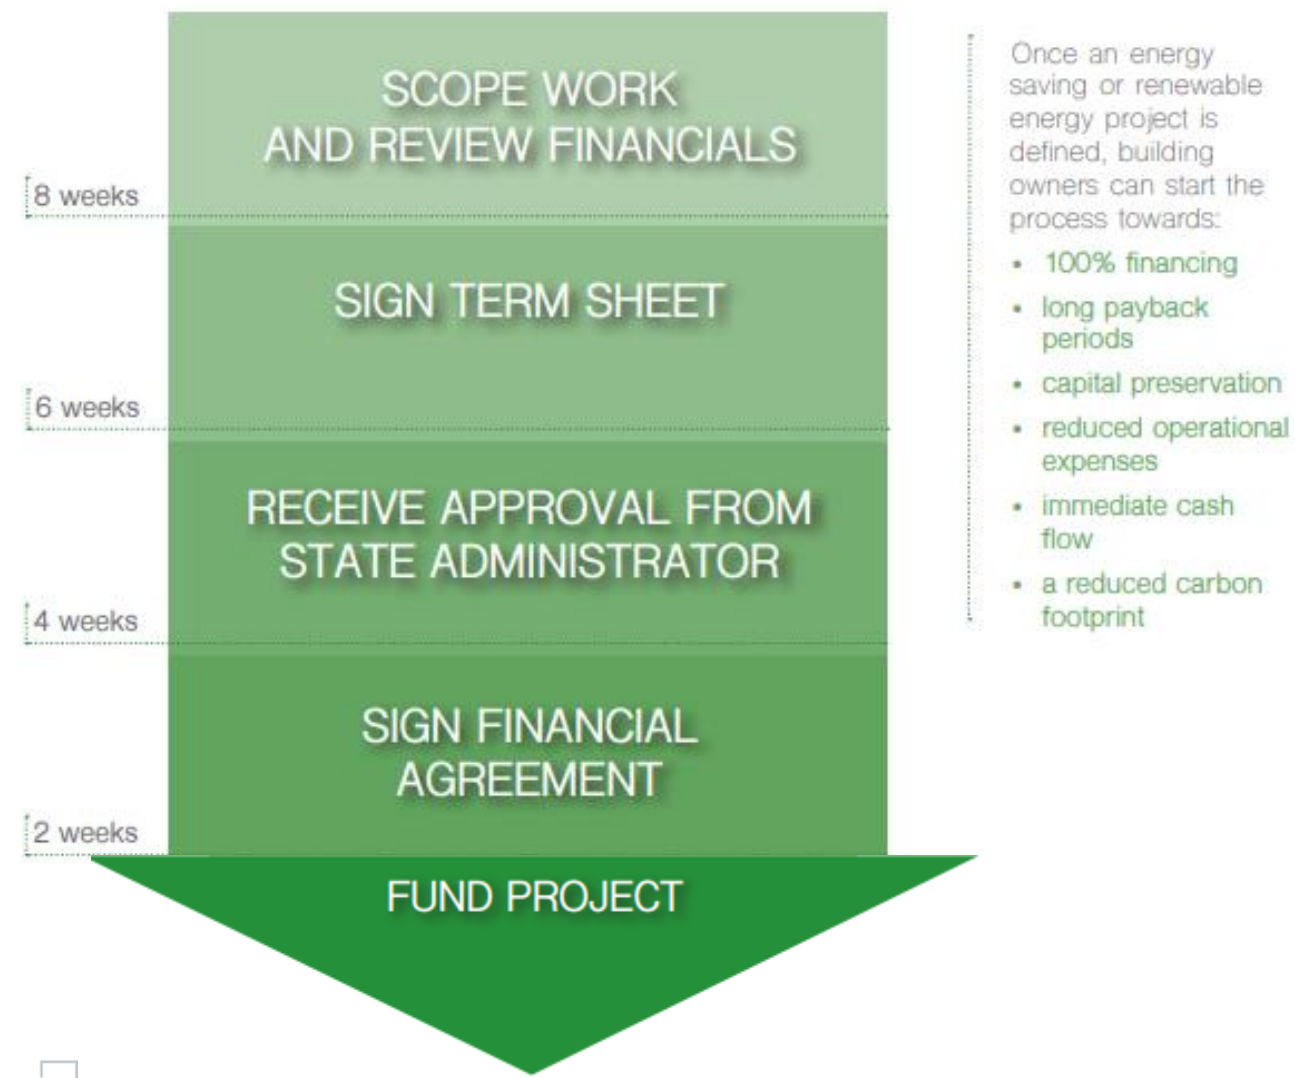 SCOPE WORK
AND REVIEW FINANCIALS
8 weeks
SIGN TERM SHEET
6 weeks
RECEIVE APPROVAL FROM
STATE ADMINISTRATOR
4 weeks
SIGN FINANCIAL
AGREEMENT
2 weeks
FUND PROJECT
Once an energy
saving or renewable
energy project is
defined, building
owners can start the
process towards:
• 100% financing
• long payback
periods
• capital preservation
• reduced operational
expenses
• immediate cash
flow
• a reduced carbon
footprint